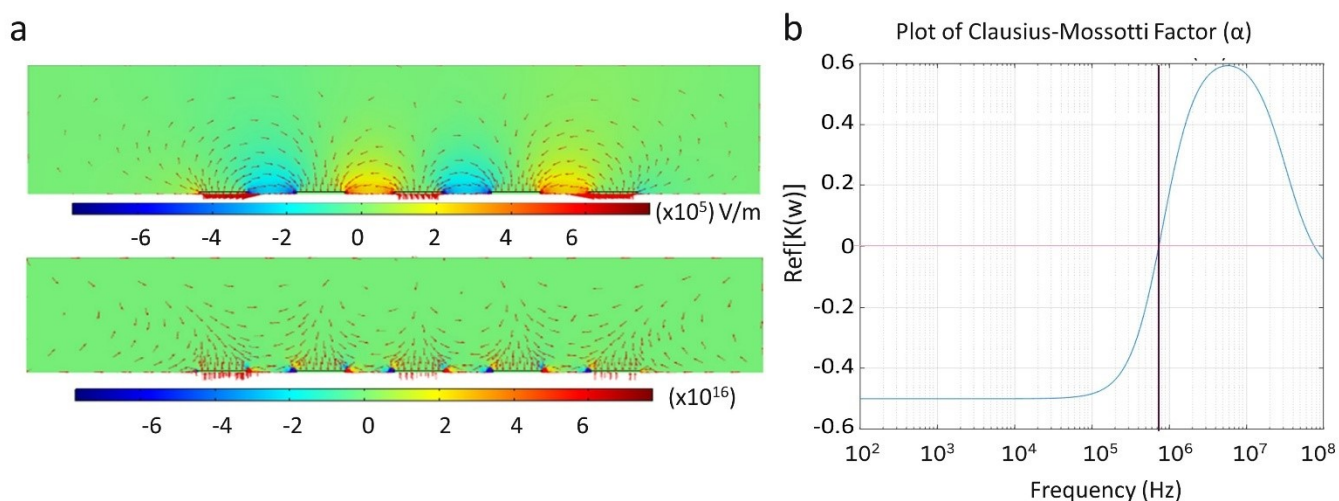 a
(x10⁵) V/m
-6 -4 -2 0 2 4 6
(x10¹⁶)
-6 -4 -2 0 2 4 6
b
Plot of Clausius-Mossotti Factor (α)
Ref[K(w)]
0.6
0.4
0.2
0
-0.2
-0.4
-0.6
10² 10³ 10⁴ 10⁵ 10⁶ 10⁷ 10⁸
Frequency (Hz)